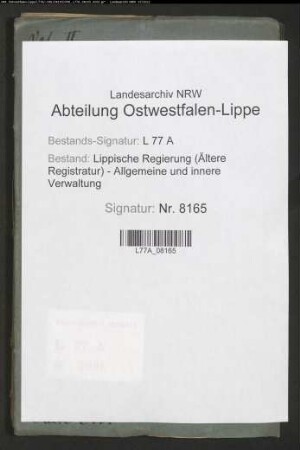 Landesarchiv NRW
Abteilung Ostwestfalen-Lippe
Bestands-Signatur: L 77 A
Bestand: Lippische Regierung (Ältere
Registratur) - Allgemeine und innere
Verwaltung
Signatur: Nr. 8165
L77A_08165